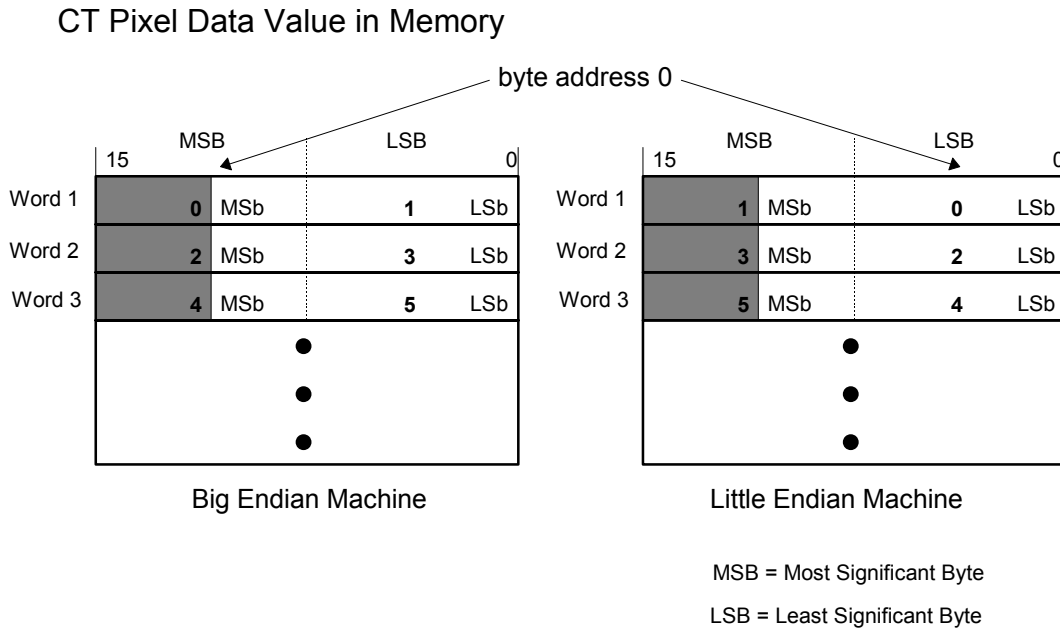 CT Pixel Data Value in Memory
byte address 0
MSB LSB
15 0
Word 1 0 MSb 1 LSb
Word 2 2 MSb 3 LSb
Word 3 4 MSb 5 LSb
Big Endian Machine
MSB LSB
15 0
Word 1 1 MSb 0 LSb
Word 2 3 MSb 2 LSb
Word 3 5 MSb 4 LSb
Little Endian Machine
MSB = Most Significant Byte
LSB = Least Significant Byte